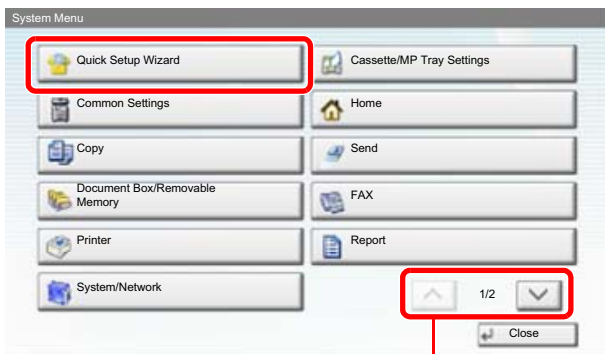 System Menu
Quick Setup Wizard
Cassette/MP Tray Settings
Common Settings
Home
Copy
Send
Document Box/Removable
Memory
FAX
Printer
Report
System/Network
1/2
Close